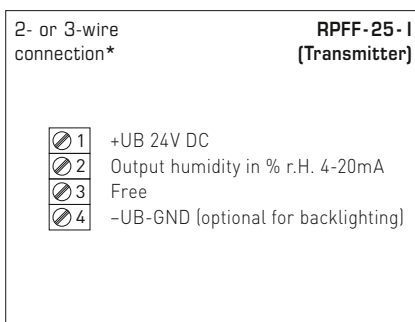 2- or 3-wire RPFF-25-I
connection* (Transmitter)
1 +UB 24V DC
2 Output humidity in % r.H. 4-20mA
3 Free
4 –UB-GND (optional for backlighting)